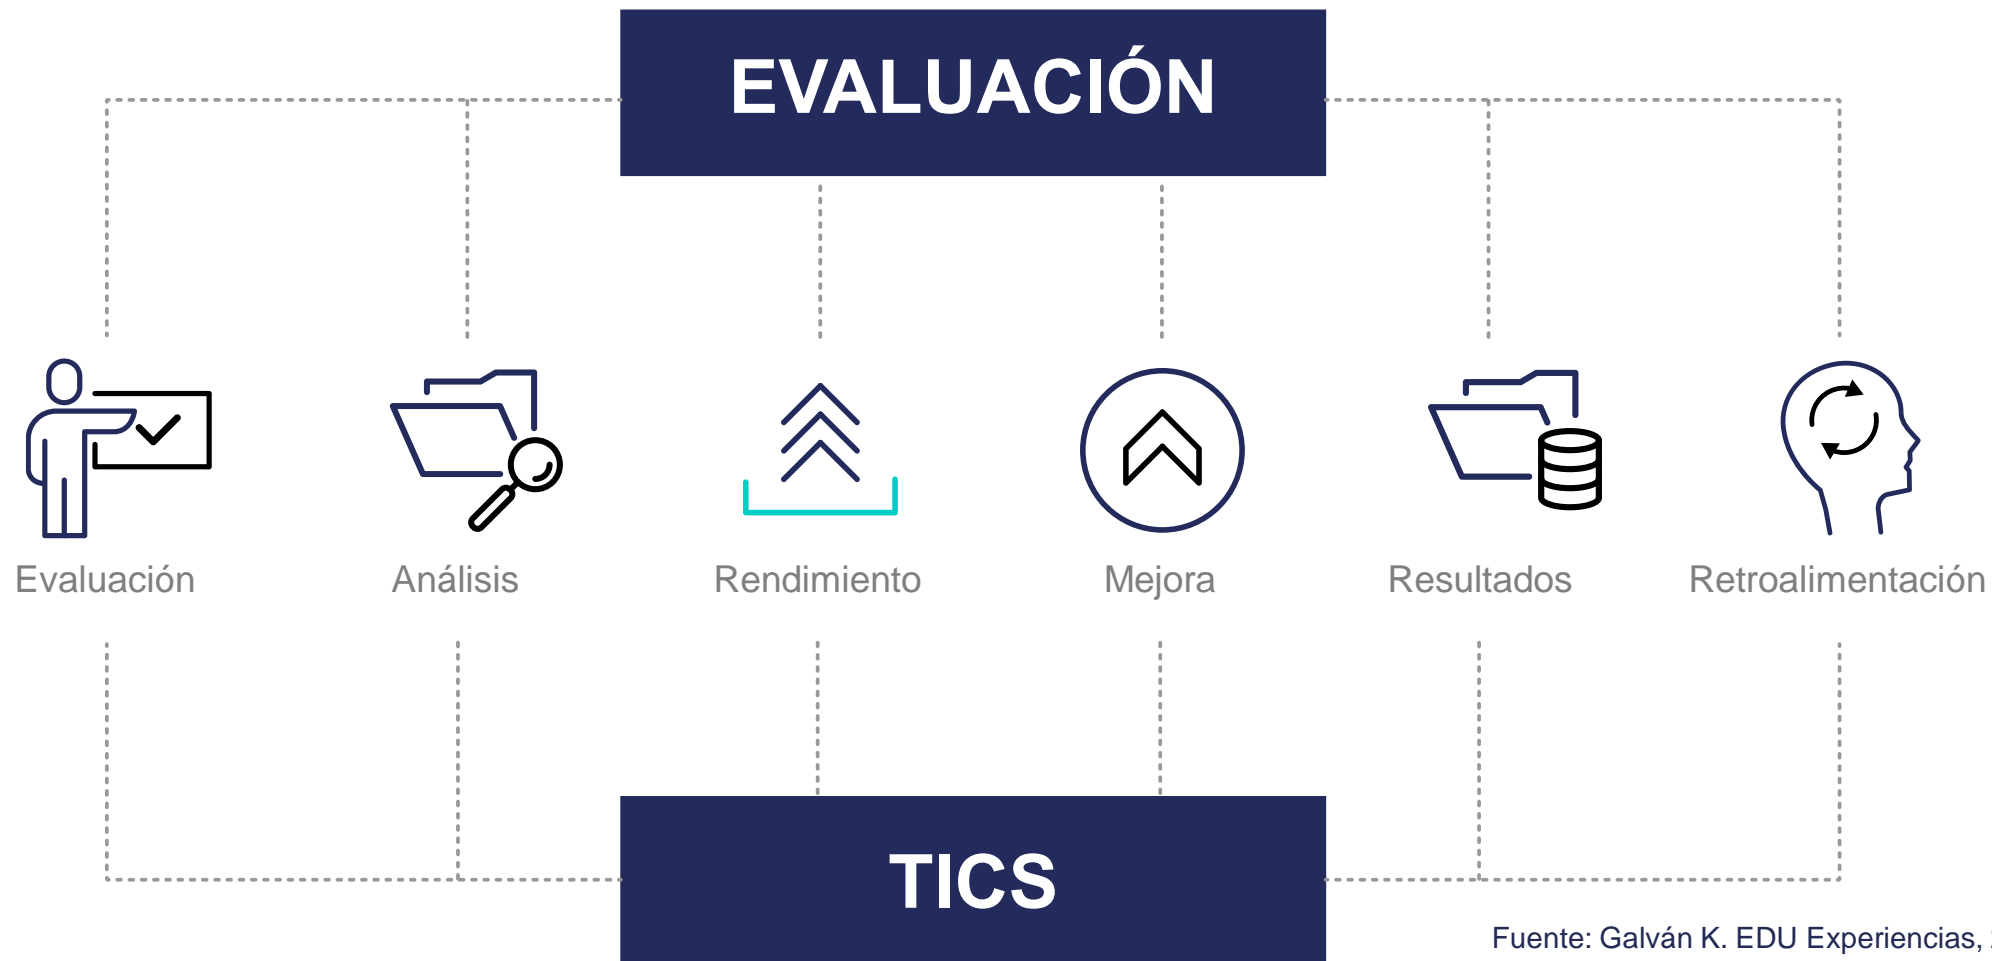 EVALUACIÓN
Evaluación Análisis Rendimiento Mejora Resultados Retroalimentación
TICS
Fuente: Galván K. EDU Experiencias,